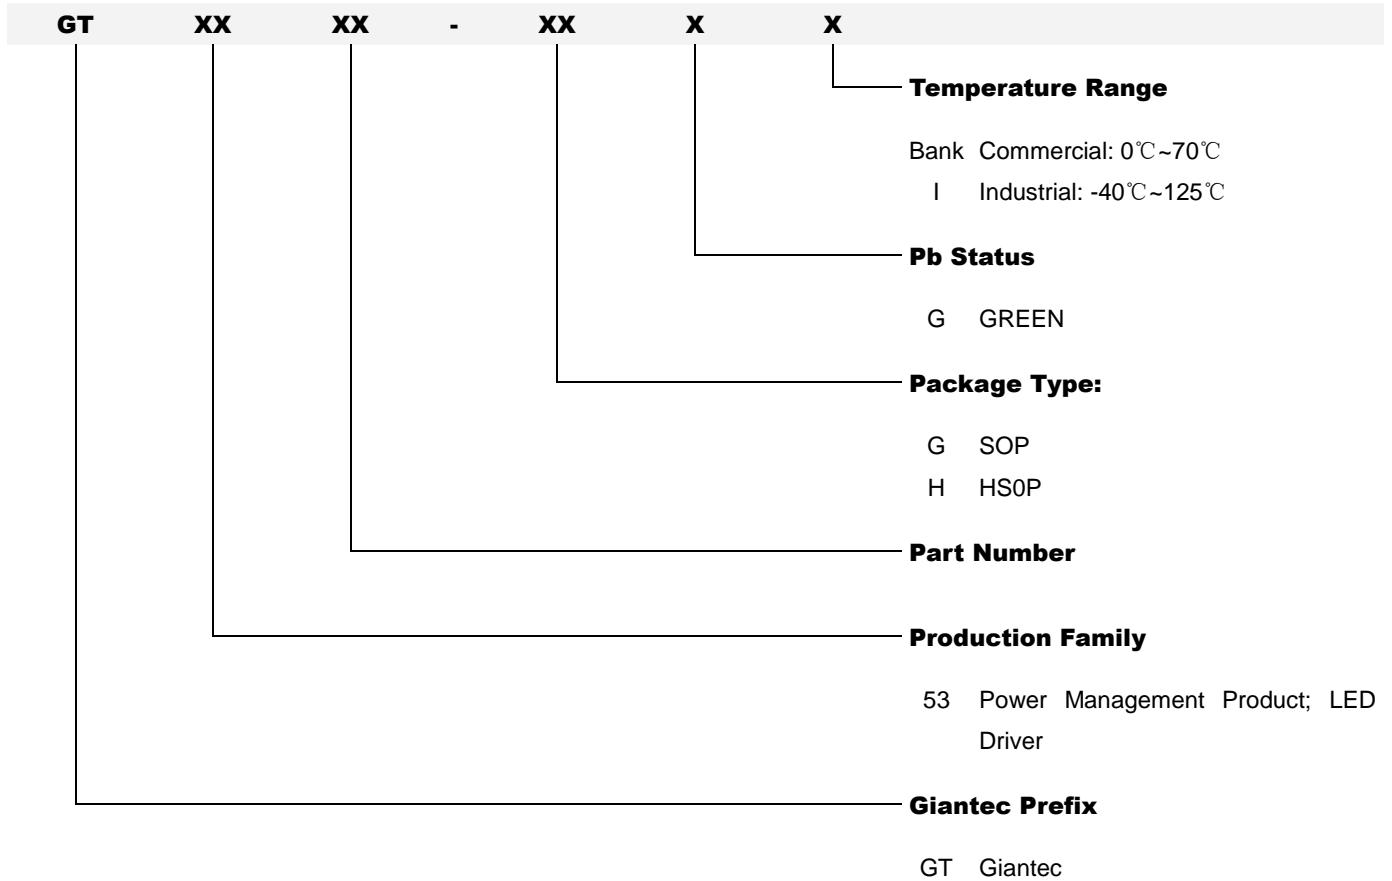 GT XX XX - XX X X
Temperature Range
Bank Commercial: 0℃~70℃
I Industrial: -40℃~125℃
Pb Status
G GREEN
Package Type:
G SOP
H HS0P
Part Number
Production Family
53 Power Management Product; LED
Driver
Giantec Prefix
GT Giantec